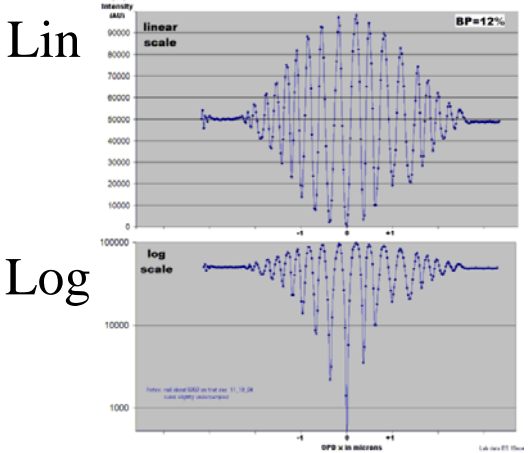 Lin
Intensity
(AU)
linear
scale
BP=12%
90000
80000
70000
60000
50000
40000
30000
20000
10000
0
-1 0 +1
Log
100000
log
scale
10000
1000
-1 0 +1
OPD x in microns